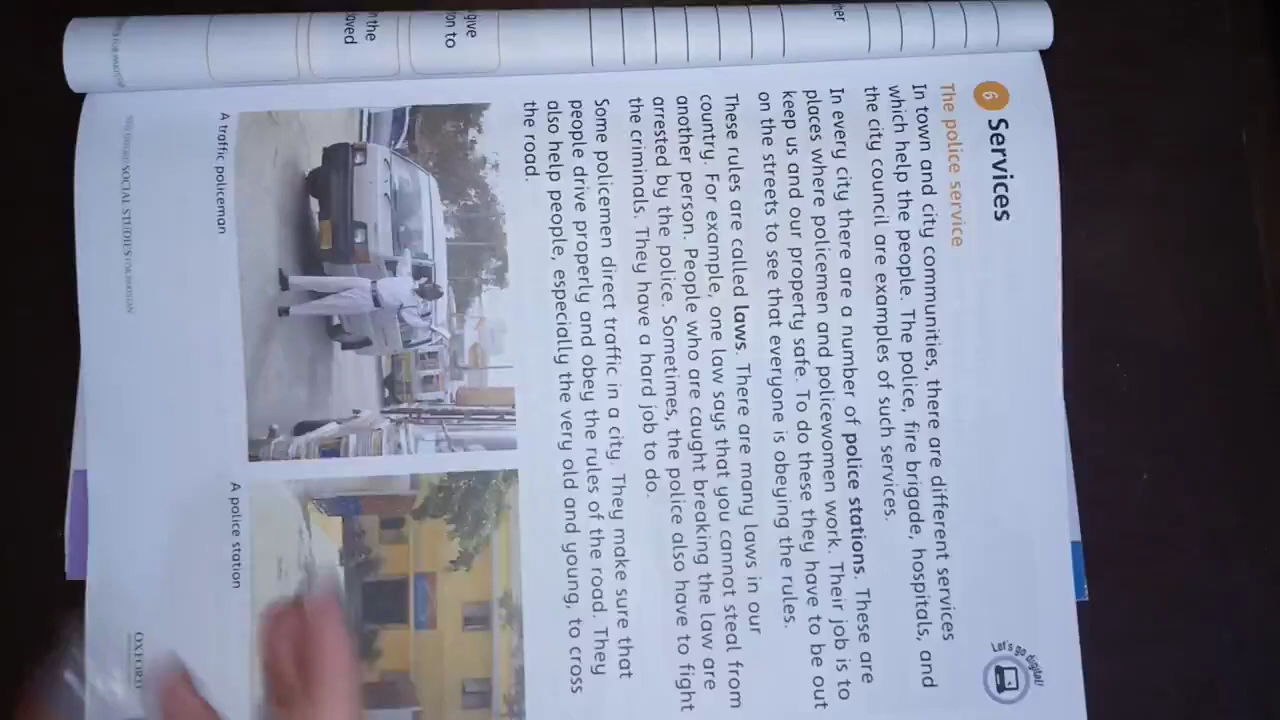 6 Services
Let's go digital!
The police service
In town and city communities, there are different services
which help the people. The police, fire brigade, hospitals, and
the city council are examples of such services.
In every city there are a number of police stations. These are
places where policemen and policewomen work. Their job is to
keep us and our property safe. To do these they have to be out
on the streets to see that everyone is obeying the rules.
These rules are called laws. There are many laws in our
country. For example, one law says that you cannot steal from
another person. People who are caught breaking the law are
arrested by the police. Sometimes, the police also have to fight
the criminals. They have a hard job to do.
Some policemen direct traffic in a city. They make sure that
people drive properly and obey the rules of the road. They
also help people, especially the very old and young, to cross
the road.
A traffic policeman
A police station
NEW OXFORD SOCIAL STUDIES FOR PAKISTAN
OXFORD
give
on to
n the